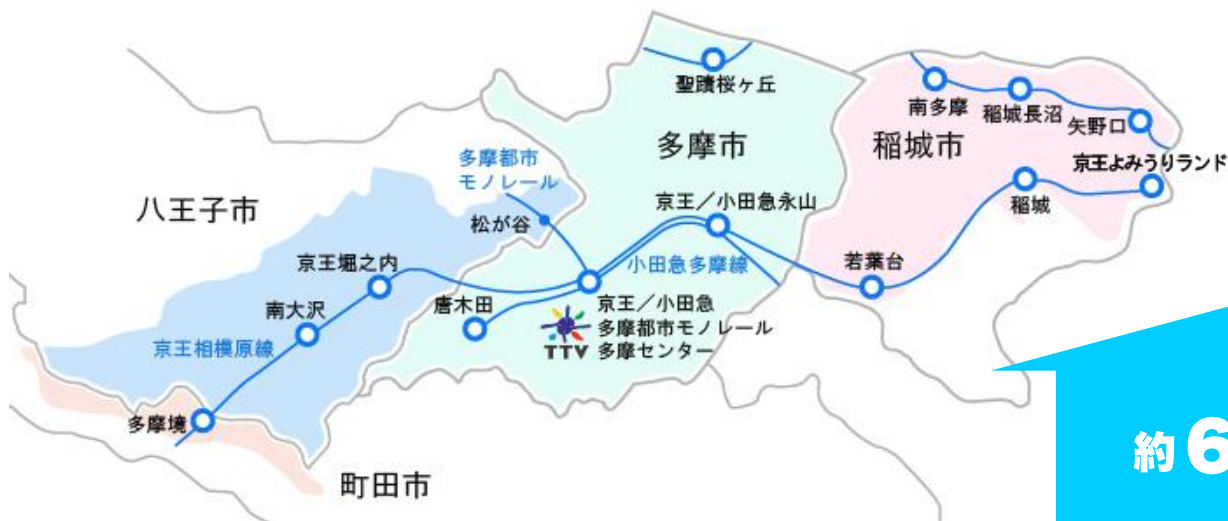 聖蹟桜ヶ丘
南多摩
稲城長沼
矢野口
多摩市
稲城市
京王よみうりランド
多摩都市
モノレール
八王子市
松が谷
京王/小田急永山
稲城
京王堀之内
小田急多摩線
若葉台
南大沢
唐木田
京王/小田急
多摩都市モノレール
多摩センター
TTV
京王相模原線
多摩境
町田市
約6